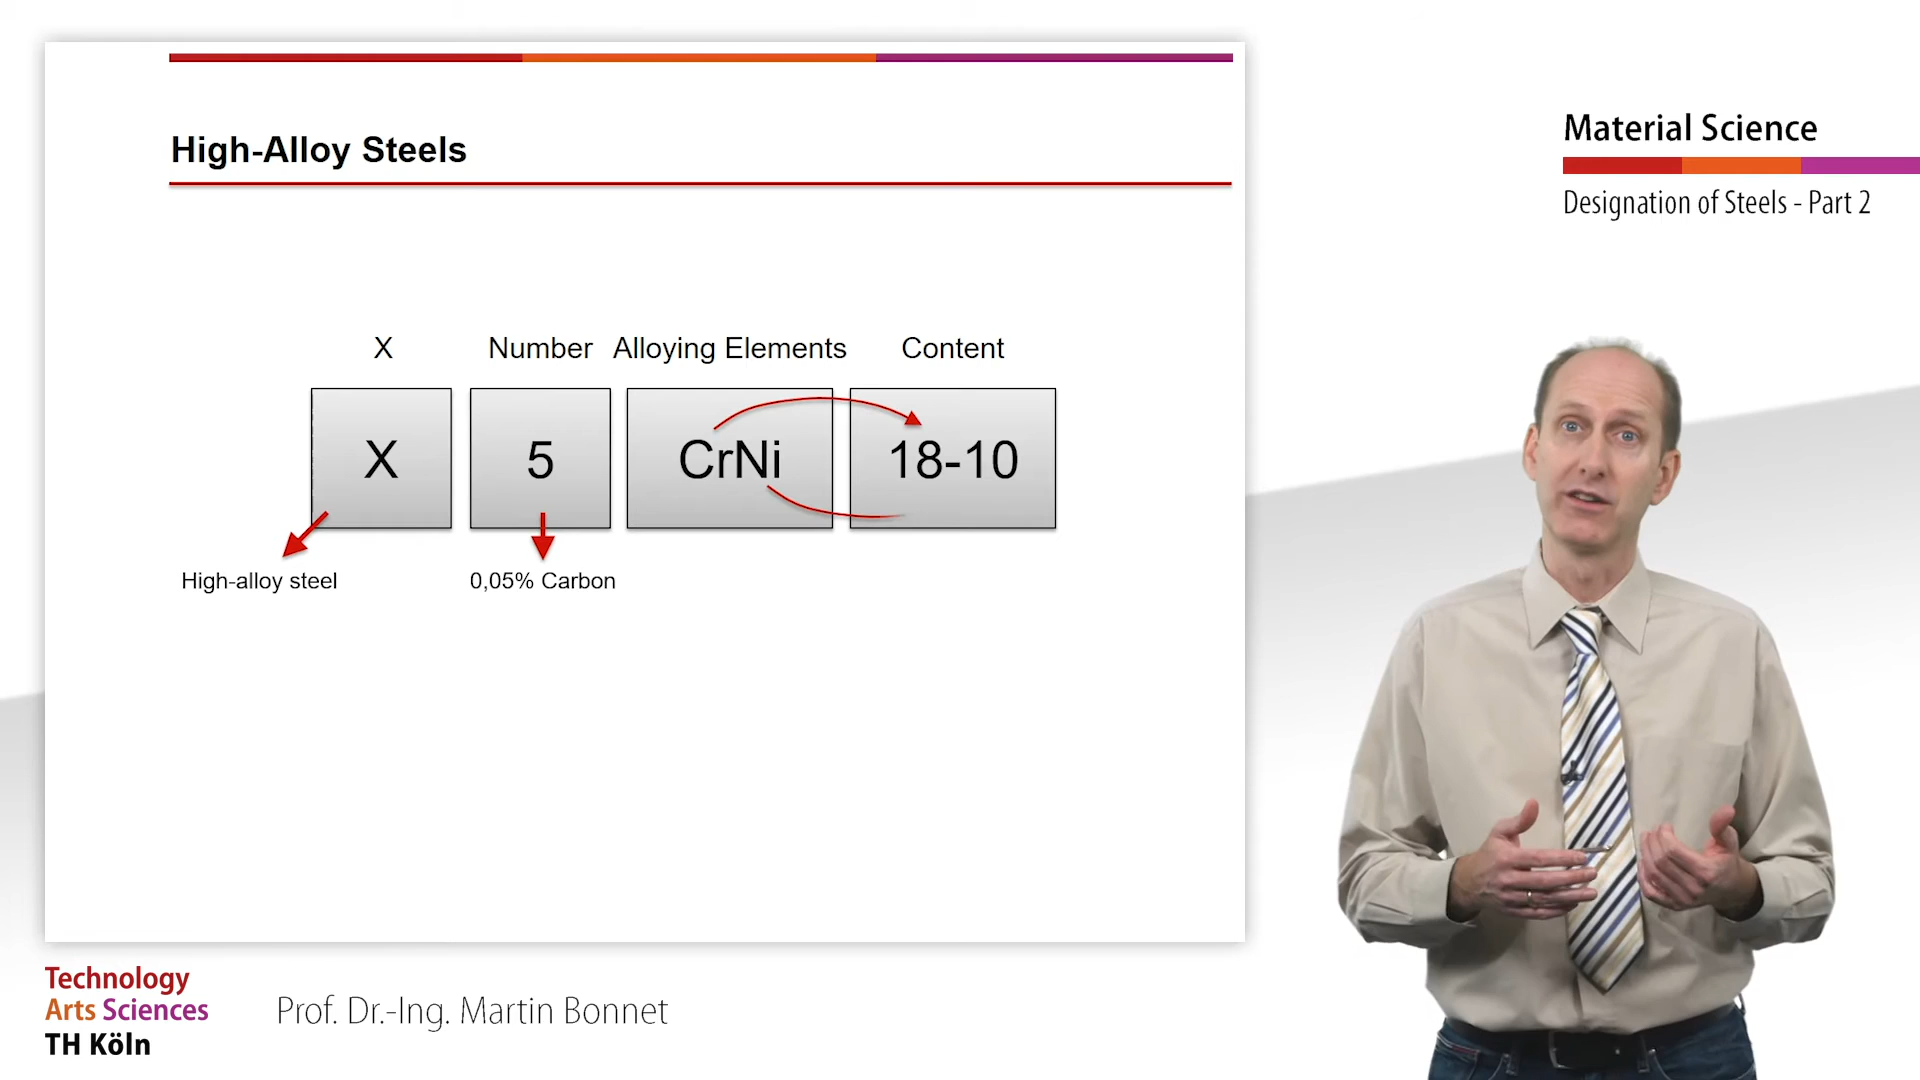 High-Alloy Steels
X Number Alloying Elements Content
X 5 CrNi 18-10
High-alloy steel 0,05% Carbon
Material Science
Designation of Steels - Part 2
Technology
Arts Sciences
TH Köln
Prof. Dr.-Ing. Martin Bonnet